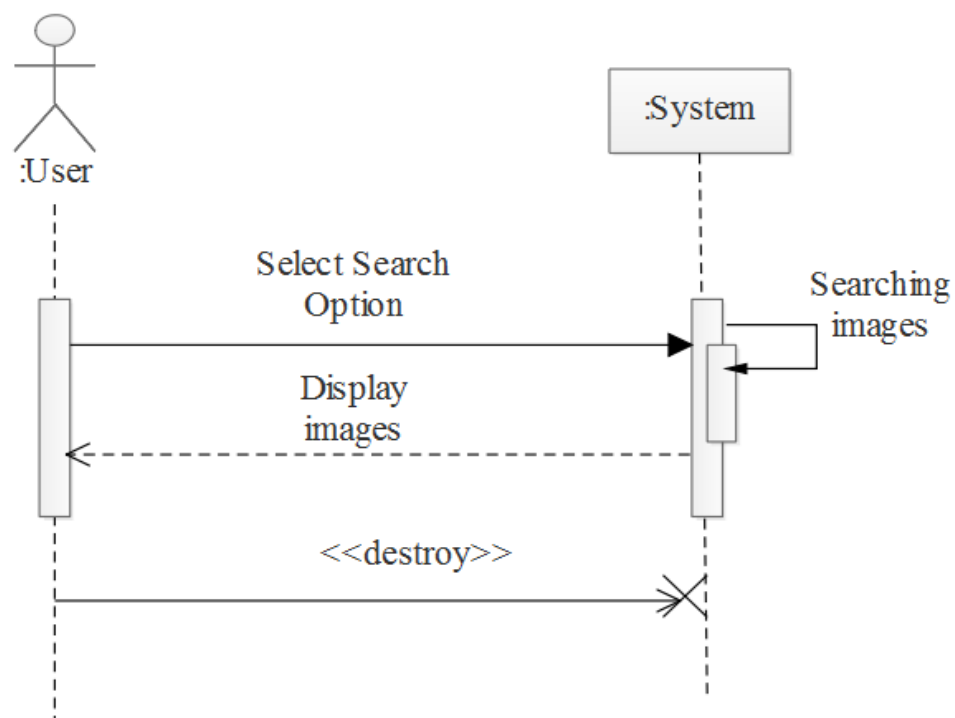 :System
:User
Select Search
Option
Searching
images
Display
images
<<destroy>>